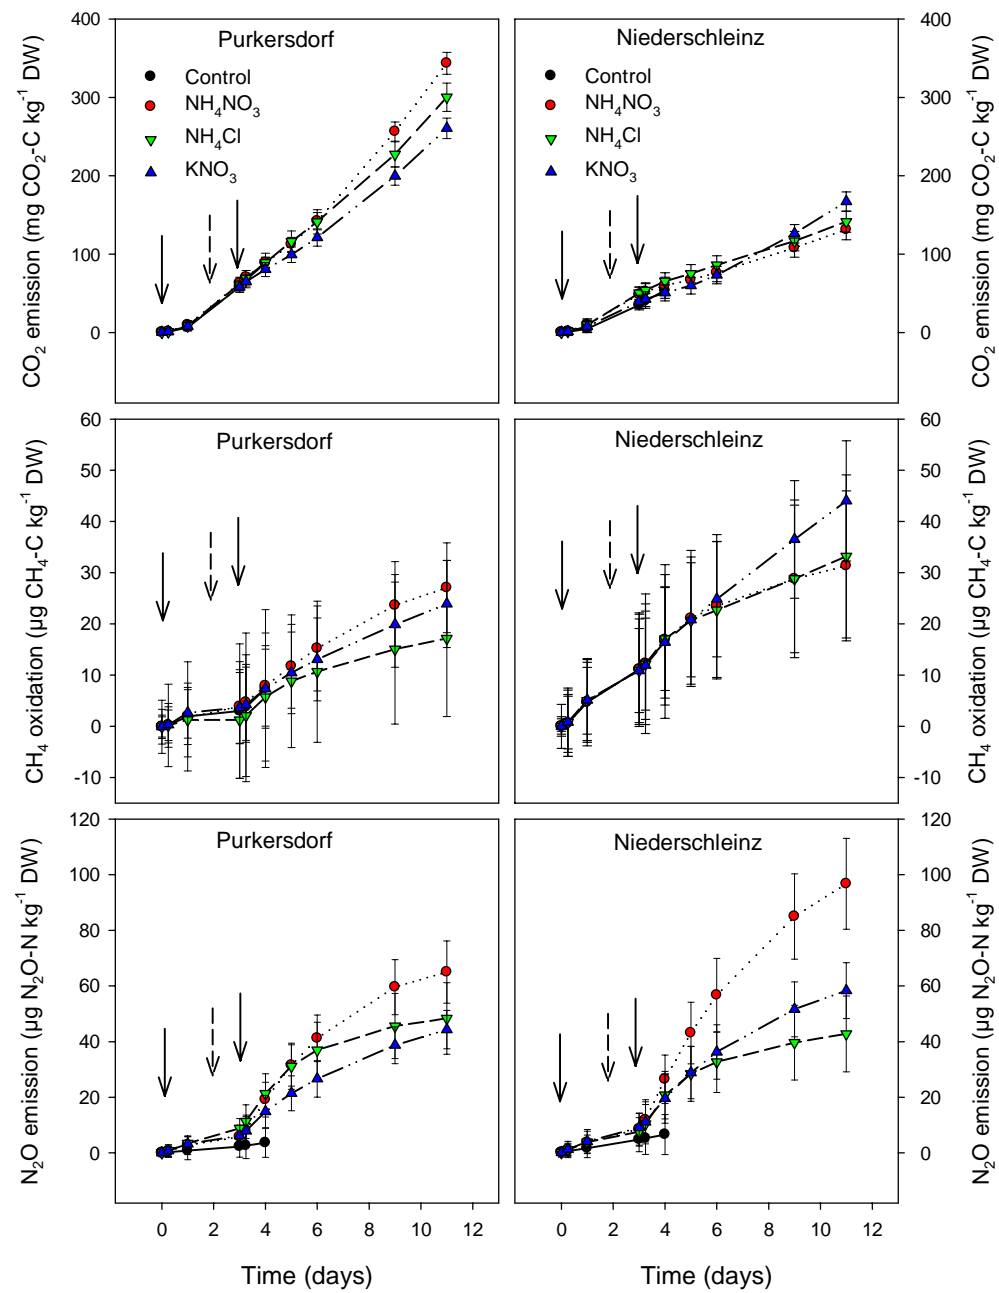 Purkersdorf
Control
NH4NO3
NH4Cl
KNO3
CO2 emission (mg CO2-C kg-1 DW)
400
300
200
100
0
Niederschleinz
Control
NH4NO3
NH4Cl
KNO3
400
300
200
100
0
CO2 emission (mg CO2-C kg-1 DW)
Purkersdorf
CH4 oxidation (µg CH4-C kg-1 DW)
60
50
40
30
20
10
0
-10
Niederschleinz
60
50
40
30
20
10
0
-10
CH4 oxidation (µg CH4-C kg-1 DW)
Purkersdorf
N2O emission (µg N2O-N kg-1 DW)
120
100
80
60
40
20
0
0 2 4 6 8 10 12
Time (days)
Niederschleinz
120
100
80
60
40
20
0
N2O emission (µg N2O-N kg-1 DW)
0 2 4 6 8 10 12
Time (days)